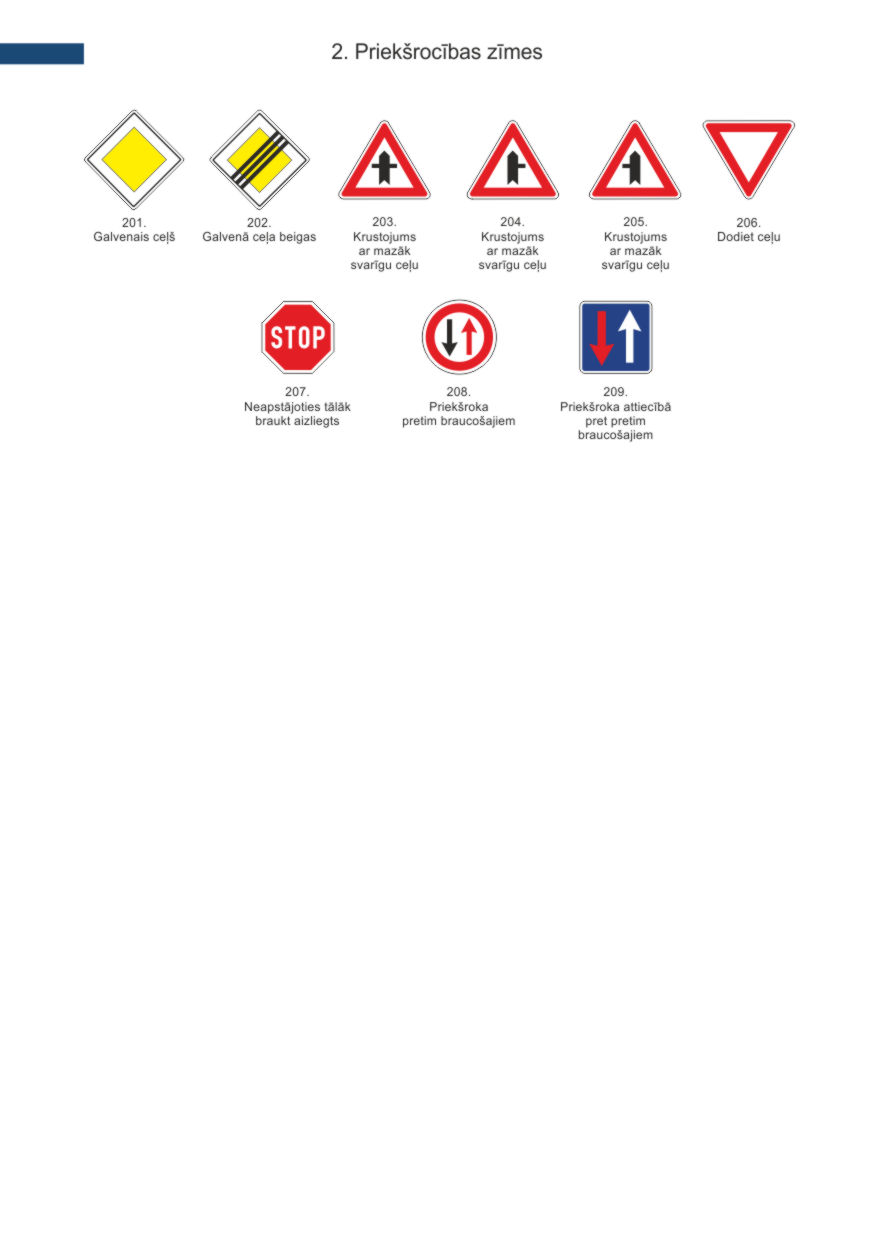 2. Priekšrocības zīmes
201.
Galvenais ceļš
202.
Galvenā ceļa beigas
203.
Krustojums
ar mazāk
svarīgu ceļu
204.
Krustojums
ar mazāk
svarīgu ceļu
205.
Krustojums
ar mazāk
svarīgu ceļu
206.
Dodiet ceļu
STOP
207.
Neapstājoties tālāk
braukt aizliegts
208.
Priekšroka
pretim braucošajiem
209.
Priekšroka attiecībā
pret pretim
braucošajiem